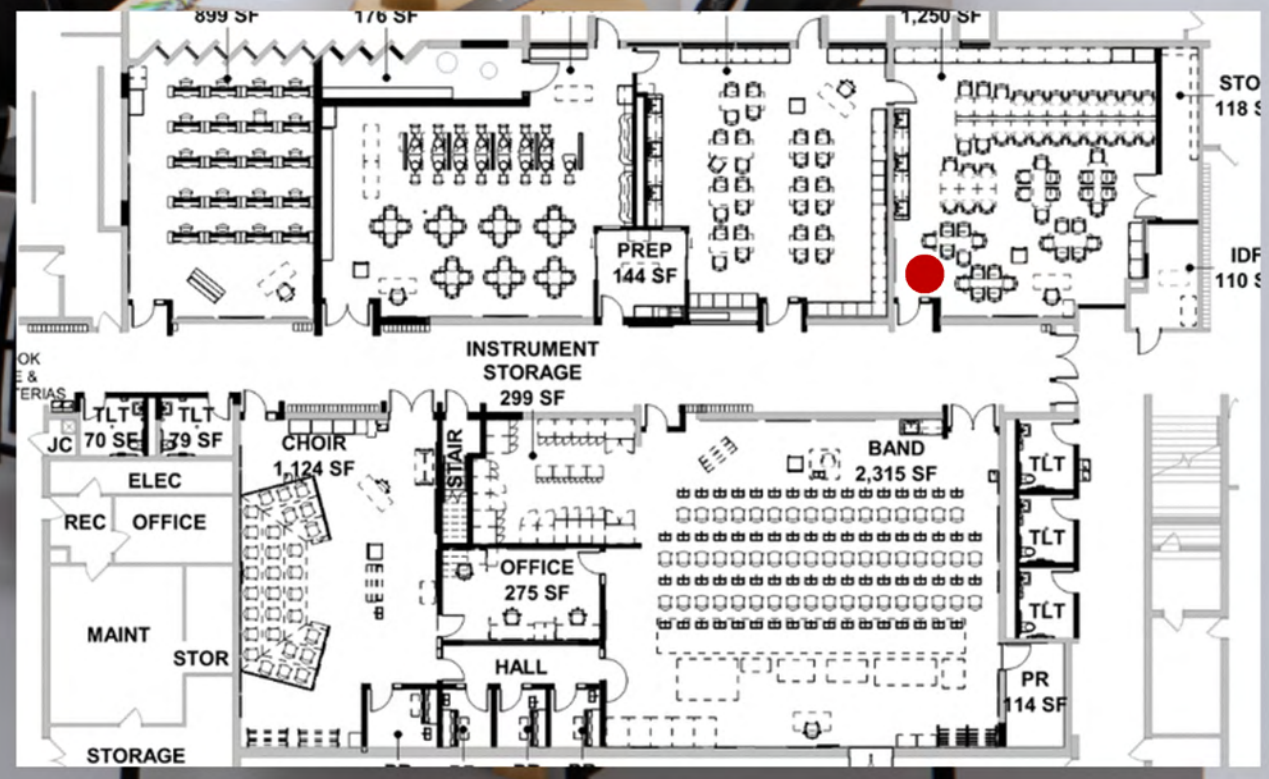 899 SF
176 SF
1,250 SF
STO
118 S
PREP
144 SF
IDF
110 S
INSTRUMENT
STORAGE
299 SF
OK
E &
TERIAS
TLT
70 SF
TLT
79 SF
JC
CHOIR
1,124 SF
STAIR
BAND
2,315 SF
ELEC
TLT
REC
OFFICE
TLT
OFFICE
275 SF
TLT
MAINT
STOR
HALL
PR
114 SF
STORAGE